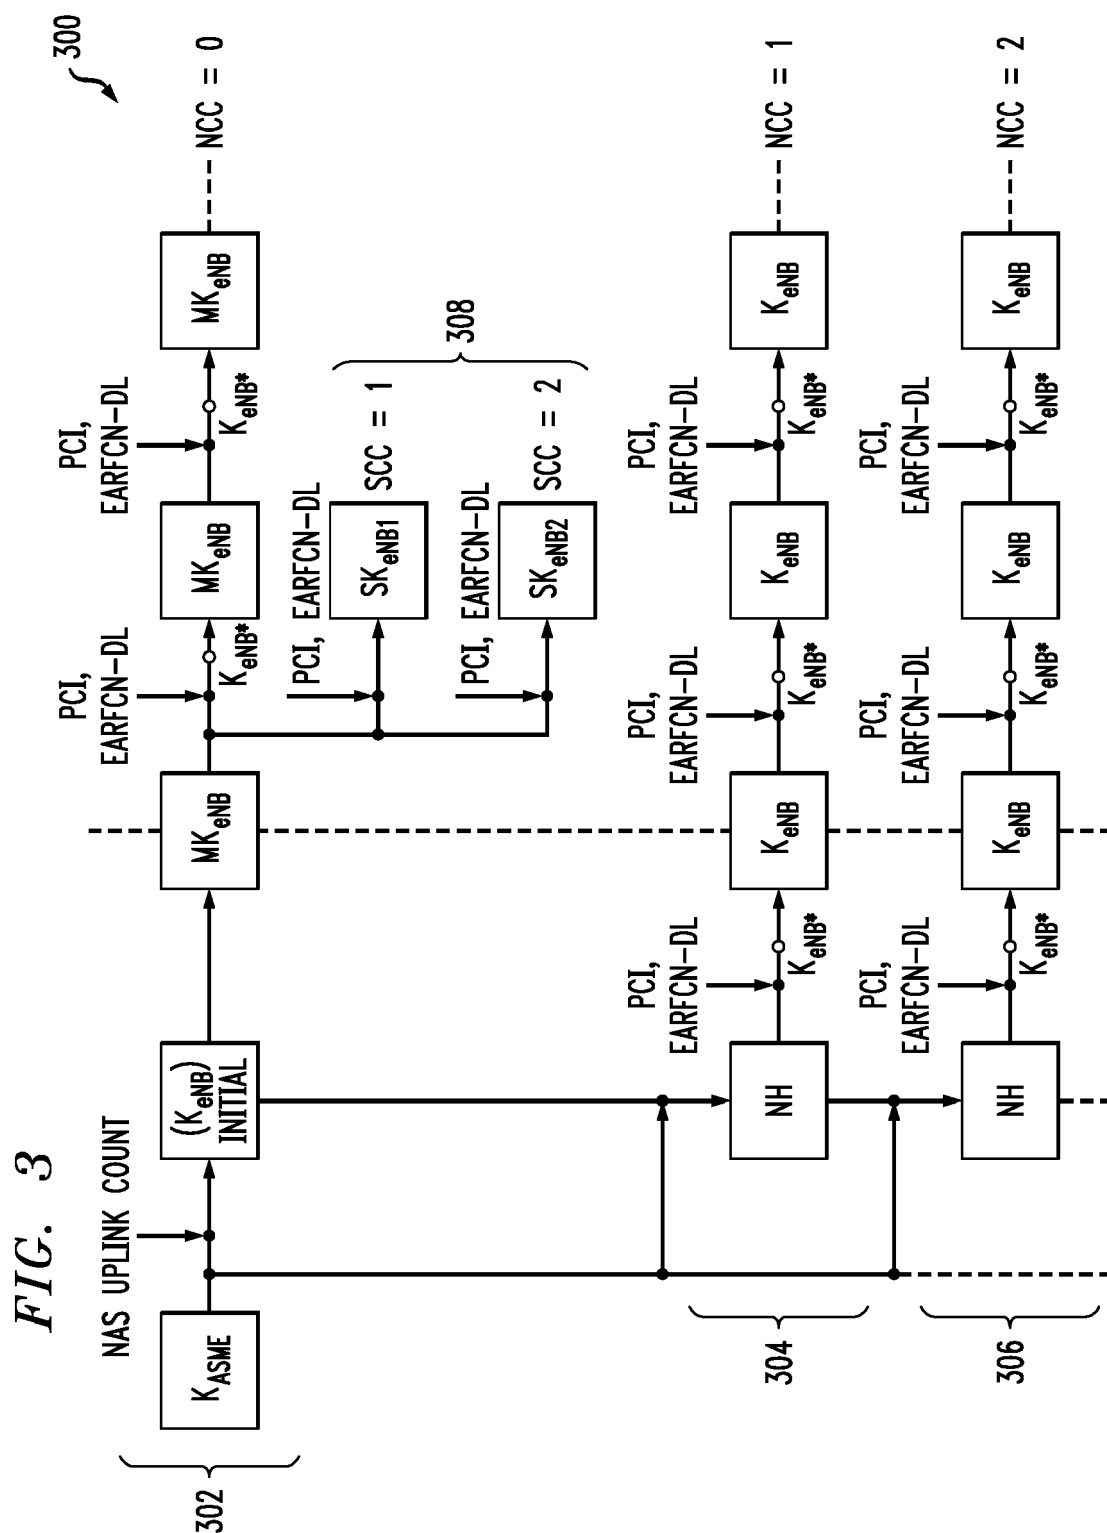 FIG. 3
300
302
K_ASME
NAS UPLINK COUNT
(K_eNB)
INITIAL
MK_eNB
PCI,
EARFCN-DL
K_eNB*
MK_eNB
PCI,
EARFCN-DL
K_eNB*
MK_eNB
NCC = 0
PCI, EARFCN-DL
SK_eNB1
SCC = 1
PCI, EARFCN-DL
SK_eNB2
SCC = 2
308
304
NH
PCI,
EARFCN-DL
K_eNB*
K_eNB
PCI,
EARFCN-DL
K_eNB*
K_eNB
PCI,
EARFCN-DL
K_eNB*
K_eNB
NCC = 1
306
NH
PCI,
EARFCN-DL
K_eNB*
K_eNB
PCI,
EARFCN-DL
K_eNB*
K_eNB
PCI,
EARFCN-DL
K_eNB*
K_eNB
NCC = 2